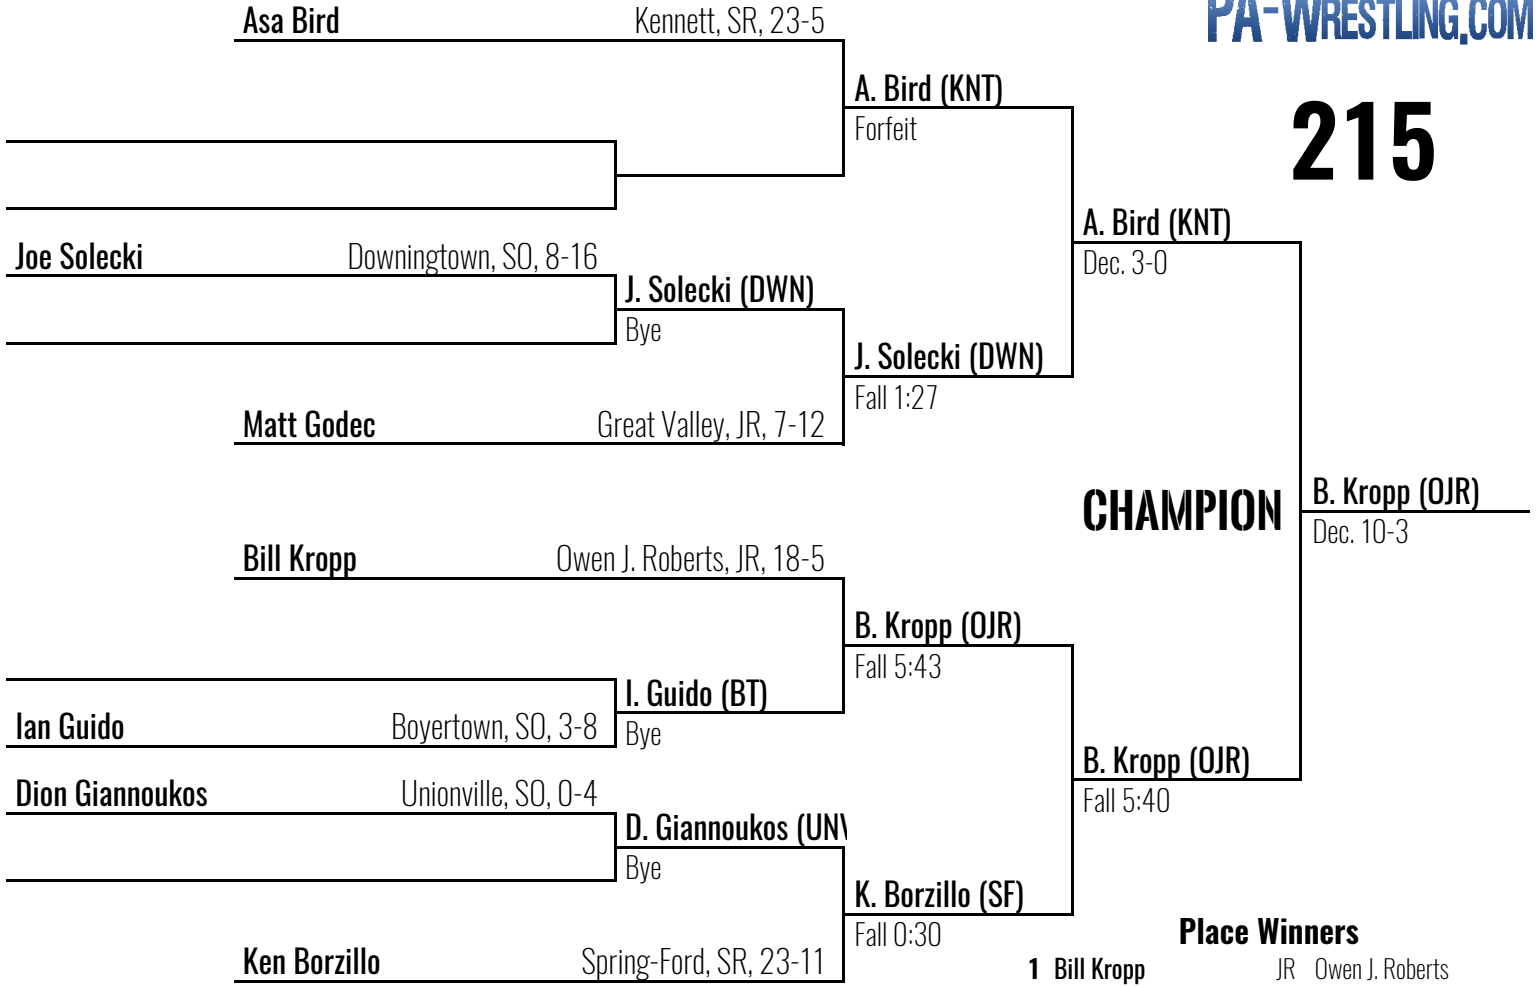 Asa Bird Kennett, SR, 23-5
PA-WRESTLING.COM
A. Bird (KNT)
Forfeit
215
A. Bird (KNT)
Dec. 3-0
Joe Solecki Downingtown, SO, 8-16
J. Solecki (DWN)
Bye
J. Solecki (DWN)
Fall 1:27
Matt Godec Great Valley, JR, 7-12
CHAMPION
B. Kropp (OJR)
Dec. 10-3
Bill Kropp Owen J. Roberts, JR, 18-5
B. Kropp (OJR)
Fall 5:43
I. Guido (BT)
Bye
Ian Guido Boyertown, SO, 3-8
B. Kropp (OJR)
Fall 5:40
Dion Giannoukos Unionville, SO, 0-4
D. Giannoukos (UNV
Bye
K. Borzillo (SF)
Fall 0:30
Ken Borzillo Spring-Ford, SR, 23-11
Place Winners
1 Bill Kropp JR Owen J. Roberts